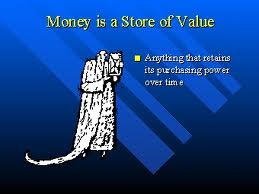 Money is a Store of Value
Anything that retains
its purchasing power
over time